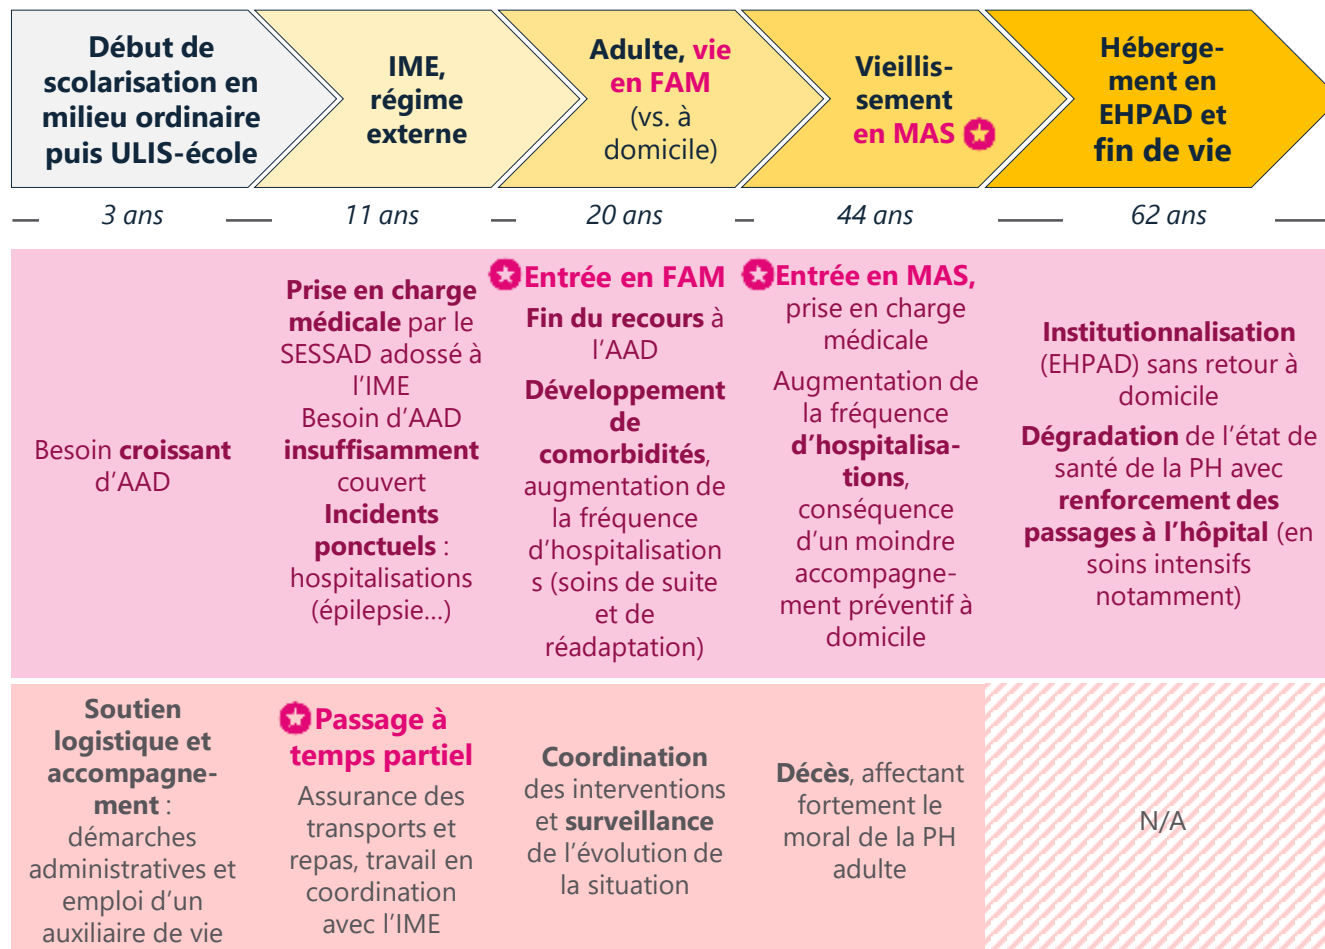 Début de
scolarisation en
milieu ordinaire
puis ULIS-école
IME,
régime
externe
Adulte, vie
en FAM
(vs. à
domicile)
Vieillis-
sement
en MAS
Héberge-
ment en
EHPAD et
fin de vie
3 ans
11 ans
20 ans
44 ans
62 ans
Besoin croissant
d'AAD
Prise en charge
médicale par le
SESSAD adossé à
l'IME
Besoin d'AAD
insuffisamment
couvert
Incidents
ponctuels :
hospitalisations
(épilepsie…)
Entrée en FAM
Fin du recours à
l'AAD
Développement
de
comorbidités,
augmentation de
la fréquence
d'hospitalisation
s (soins de suite
et de
réadaptation)
Entrée en MAS,
prise en charge
médicale
Augmentation de
la fréquence
d'hospitalisa-
tions,
conséquence
d'un moindre
accompagne-
ment préventif à
domicile
Institutionnalisation
(EHPAD) sans retour à
domicile
Dégradation de l'état de
santé de la PH avec
renforcement des
passages à l'hôpital (en
soins intensifs
notamment)
Soutien
logistique et
accompagne-
ment :
démarches
administratives et
emploi d'un
auxiliaire de vie
Passage à
temps partiel
Assurance des
transports et
repas, travail en
coordination
avec l'IME
Coordination
des interventions
et surveillance
de l'évolution de
la situation
Décès, affectant
fortement le
moral de la PH
adulte
N/A